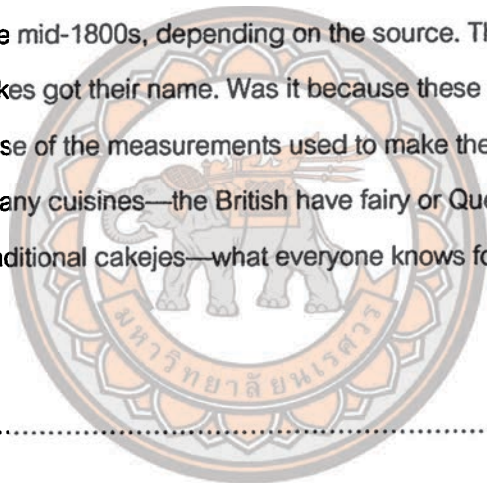 e mid-1800s, depending on the source. Th
kes got their name. Was it because these
se of the measurements used to make the
any cuisines—the British have fairy or Que
aditional cakejes—what everyone knows fo
มหาวิทยาลัยนเรศวร